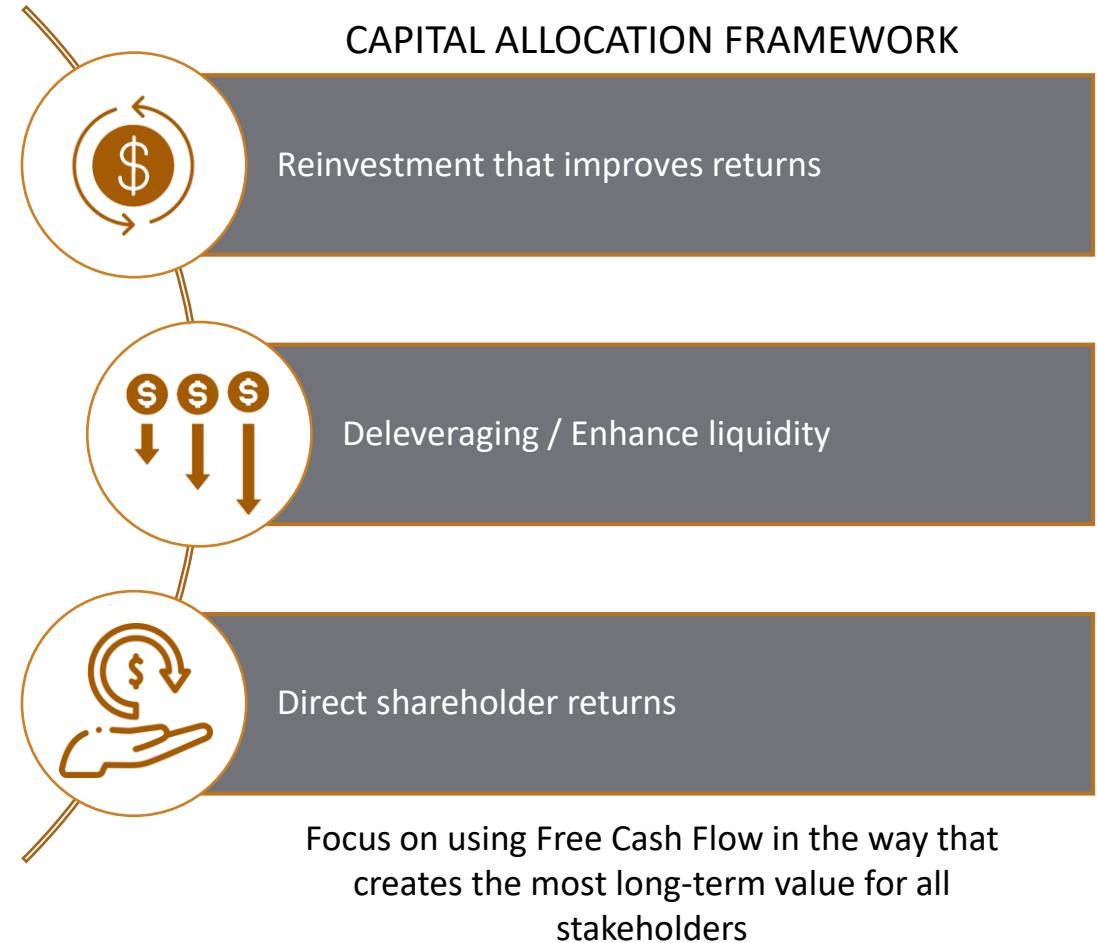 CAPITAL ALLOCATION FRAMEWORK
$
Reinvestment that improves returns
$ $ $
Deleveraging / Enhance liquidity
$
Direct shareholder returns
Focus on using Free Cash Flow in the way that
creates the most long-term value for all
stakeholders